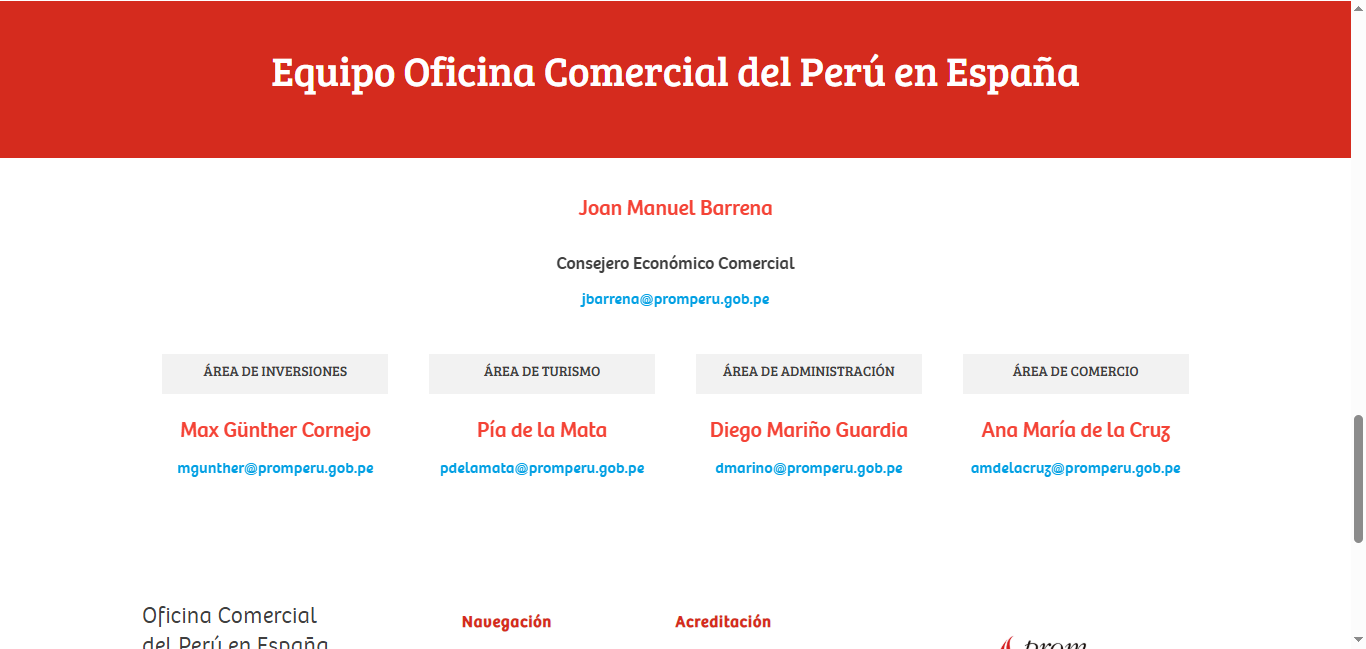 Equipo Oficina Comercial del Perú en España
Joan Manuel Barrena
Consejero Económico Comercial
jbarrena@promperu.gob.pe
ÁREA DE INVERSIONES
Max Günther Cornejo
mgunther@promperu.gob.pe
ÁREA DE TURISMO
Pía de la Mata
pdelamata@promperu.gob.pe
ÁREA DE ADMINISTRACIÓN
Diego Mariño Guardia
dmarino@promperu.gob.pe
ÁREA DE COMERCIO
Ana María de la Cruz
amdelacruz@promperu.gob.pe
Oficina Comercial
del Perú en España
Navegación
Acreditación
prom